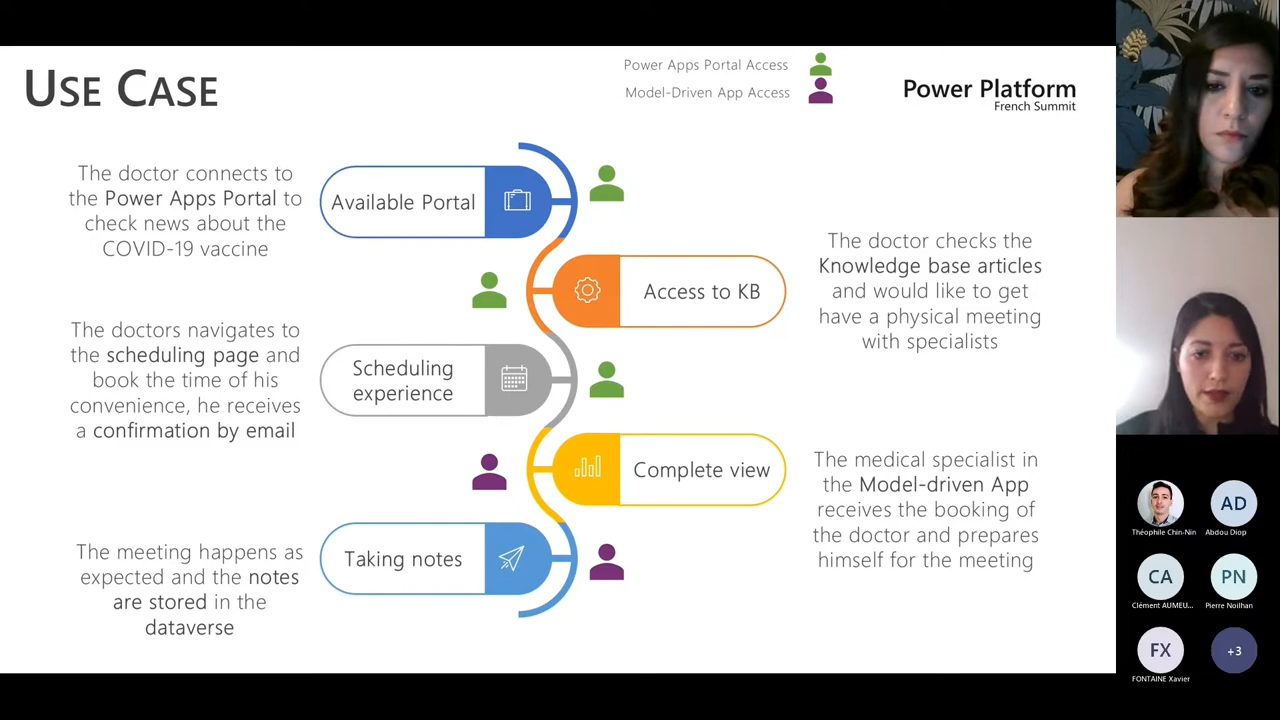 USE CASE
Power Apps Portal Access
Model-Driven App Access
Power Platform
French Summit
The doctor connects to
the Power Apps Portal to
check news about the
COVID-19 vaccine
Available Portal
Access to KB
The doctor checks the
Knowledge base articles
and would like to get
have a physical meeting
with specialists
The doctors navigates to
the scheduling page and
book the time of his
convenience, he receives
a confirmation by email
Scheduling
experience
Complete view
The medical specialist in
the Model-driven App
receives the booking of
the doctor and prepares
himself for the meeting
The meeting happens as
expected and the notes
are stored in the
dataverse
Taking notes
AD
Théophile Chin-Nin
Abdou Diop
CA
PN
Clément AUMEU...
Pierre Noilhan
FX
+3
FONTAINE Xavier